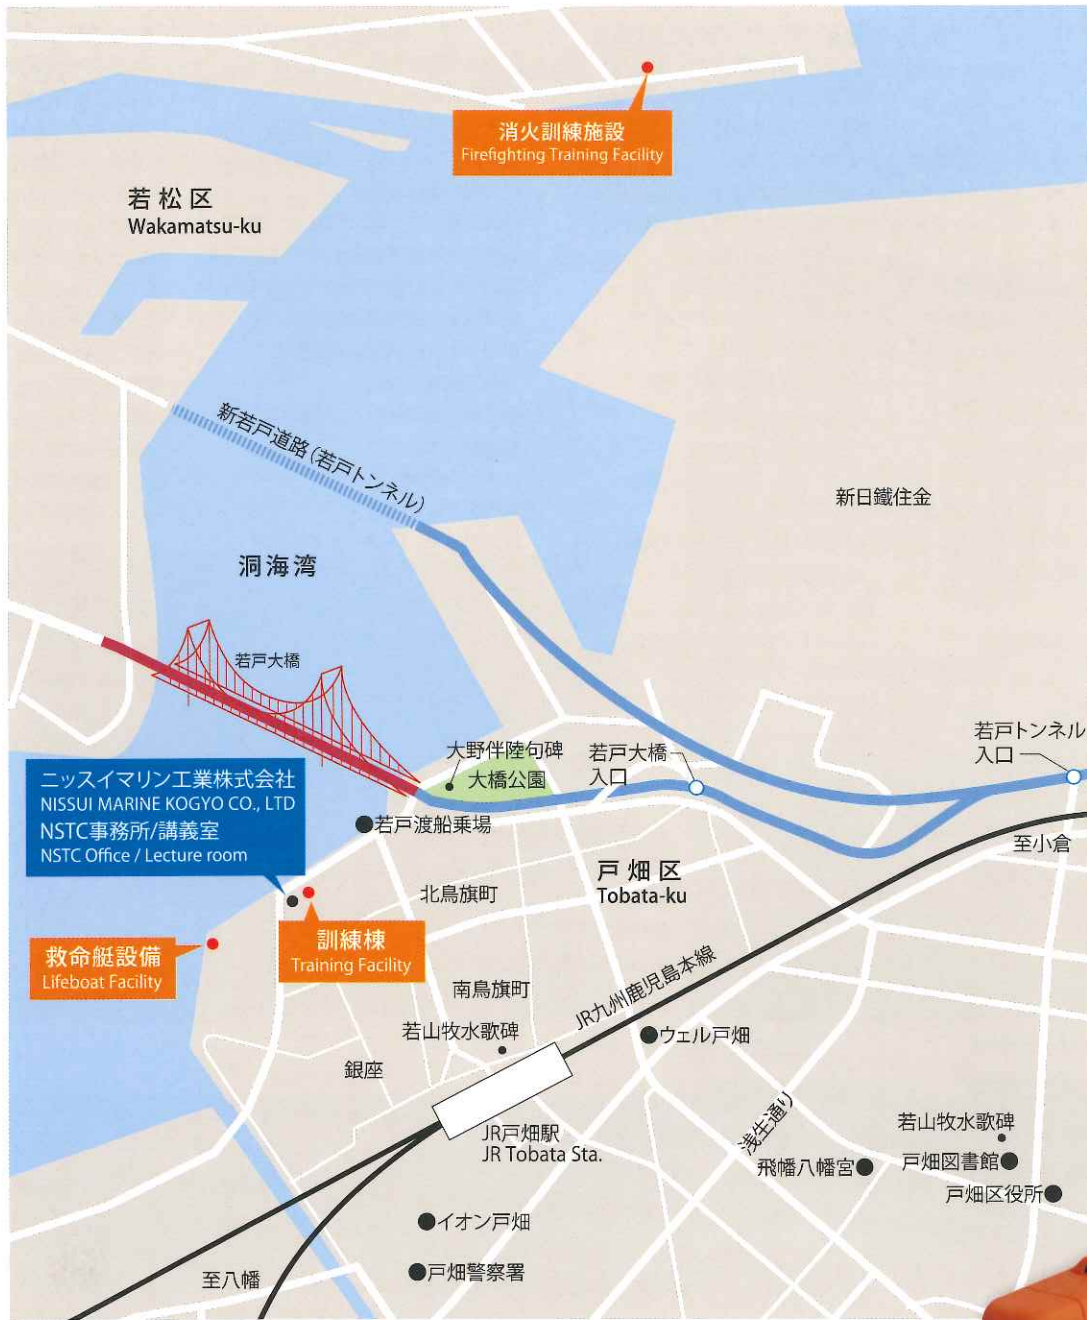 消火訓練施設
Firefighting Training Facility
若松区
Wakamatsu-ku
新若戸道路（若戸トンネル）
新日鐵住金
洞海湾
若戸大橋
大野伴睦句碑
大橋公園
若戸大橋
入口
若戸トンネル
入口
ニッスイマリン工業株式会社
NISSUI MARINE KOGYO CO., LTD
NSTC事務所/講義室
NSTC Office / Lecture room
若戸渡船乗場
至小倉
戸畑区
Tobata-ku
北鳥旗町
訓練棟
Training Facility
救命艇設備
Lifeboat Facility
南鳥旗町
JR九州鹿児島本線
若山牧水歌碑
ウェル戸畑
銀座
浅生通り
JR戸畑駅
JR Tobata Sta.
若山牧水歌碑
飛幡八幡宮
戸畑図書館
戸畑区役所
イオン戸畑
戸畑警察署
至八幡